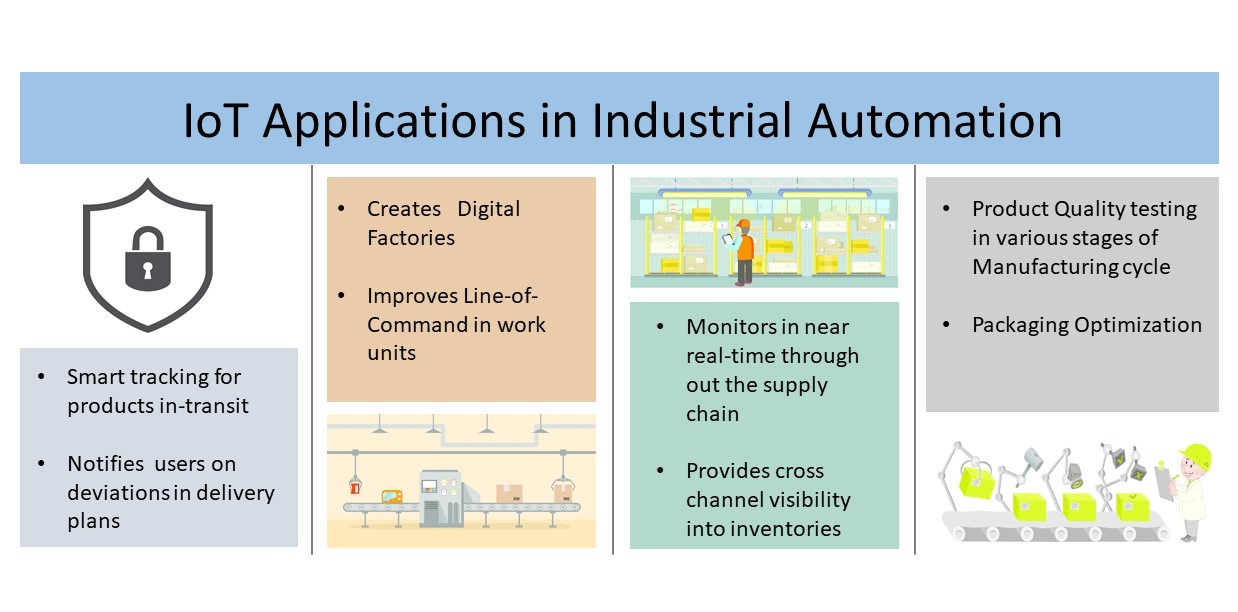 IoT Applications in Industrial Automation
• Smart tracking for
products in-transit
• Notifies users on
deviations in delivery
plans
• Creates Digital
Factories
• Improves Line-of-
Command in work
units
• Monitors in near
real-time through
out the supply
chain
• Provides cross
channel visibility
into inventories
• Product Quality testing
in various stages of
Manufacturing cycle
• Packaging Optimization